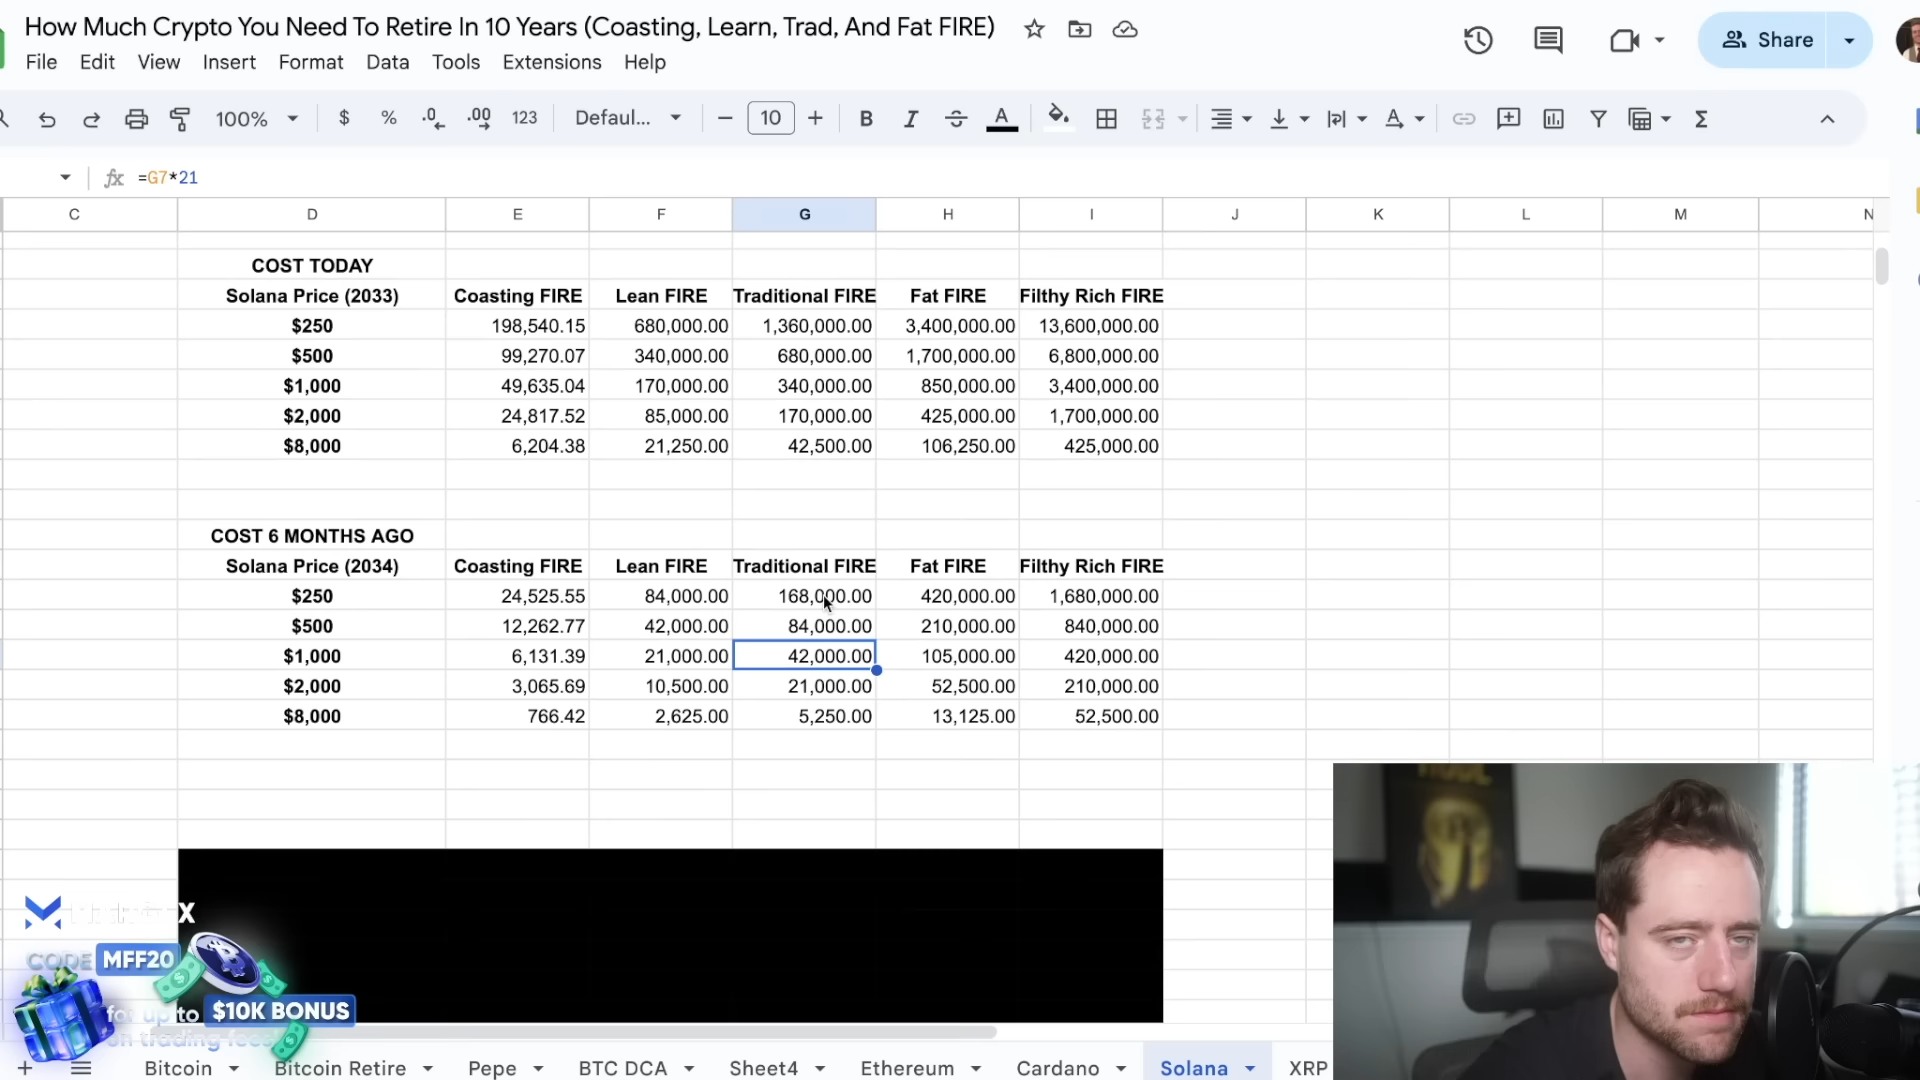 How Much Crypto You Need To Retire In 10 Years (Coasting, Learn, Trad, And Fat FIRE)
Share
File Edit View Insert Format Data Tools Extensions Help
100% $ % .0 .00 123 Defaul... − 10 + B I A
=G7*21
C D E F G H I J K L M N
COST TODAY
Solana Price (2033) Coasting FIRE Lean FIRE Traditional FIRE Fat FIRE Filthy Rich FIRE
$250 198,540.15 680,000.00 1,360,000.00 3,400,000.00 13,600,000.00
$500 99,270.07 340,000.00 680,000.00 1,700,000.00 6,800,000.00
$1,000 49,635.04 170,000.00 340,000.00 850,000.00 3,400,000.00
$2,000 24,817.52 85,000.00 170,000.00 425,000.00 1,700,000.00
$8,000 6,204.38 21,250.00 42,500.00 106,250.00 425,000.00
COST 6 MONTHS AGO
Solana Price (2034) Coasting FIRE Lean FIRE Traditional FIRE Fat FIRE Filthy Rich FIRE
$250 24,525.55 84,000.00 168,000.00 420,000.00 1,680,000.00
$500 12,262.77 42,000.00 84,000.00 210,000.00 840,000.00
$1,000 6,131.39 21,000.00 42,000.00 105,000.00 420,000.00
$2,000 3,065.69 10,500.00 21,000.00 52,500.00 210,000.00
$8,000 766.42 2,625.00 5,250.00 13,125.00 52,500.00
CODE MFF20
for up to $10K BONUS
on trading fees!
Bitcoin Bitcoin Retire Pepe BTC DCA Sheet4 Ethereum Cardano Solana XRP